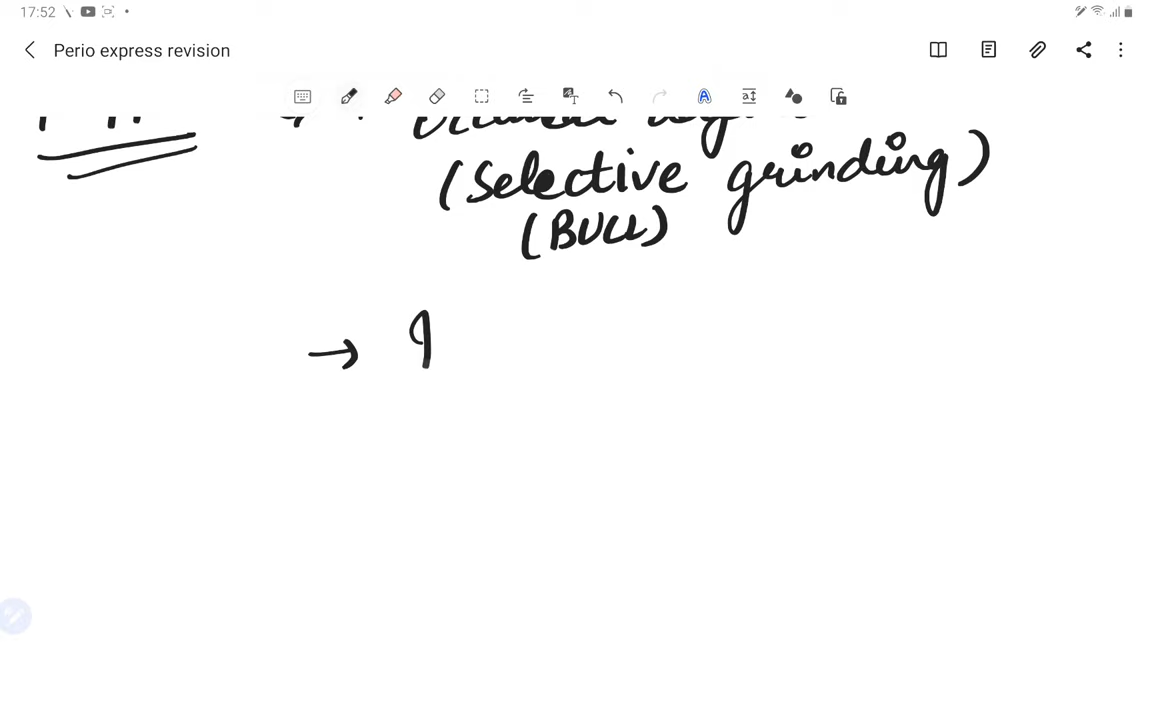 17:52
Perio express revision
(Selective grinding)
(BULL)
→